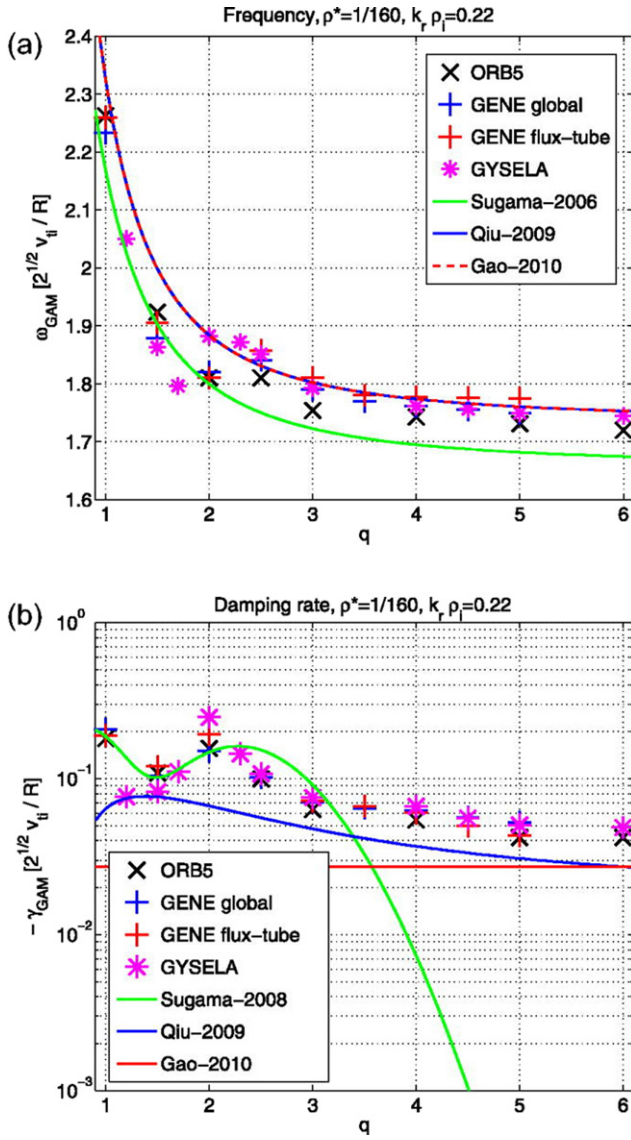 Frequency, ρ*=1/160, k_r ρ_i=0.22
(a)
2.4
2.3
2.2
2.1
2
1.9
1.8
1.7
1.6
ω_GAM [2^1/2 v_ti / R]
ORB5
GENE global
GENE flux-tube
GYSELA
Sugama-2006
Qiu-2009
Gao-2010
1 2 3 4 5 6
q
Damping rate, ρ*=1/160, k_r ρ_i=0.22
(b)
10^0
10^-1
10^-2
10^-3
-γ_GAM [2^1/2 v_ti / R]
ORB5
GENE global
GENE flux-tube
GYSELA
Sugama-2008
Qiu-2009
Gao-2010
1 2 3 4 5 6
q